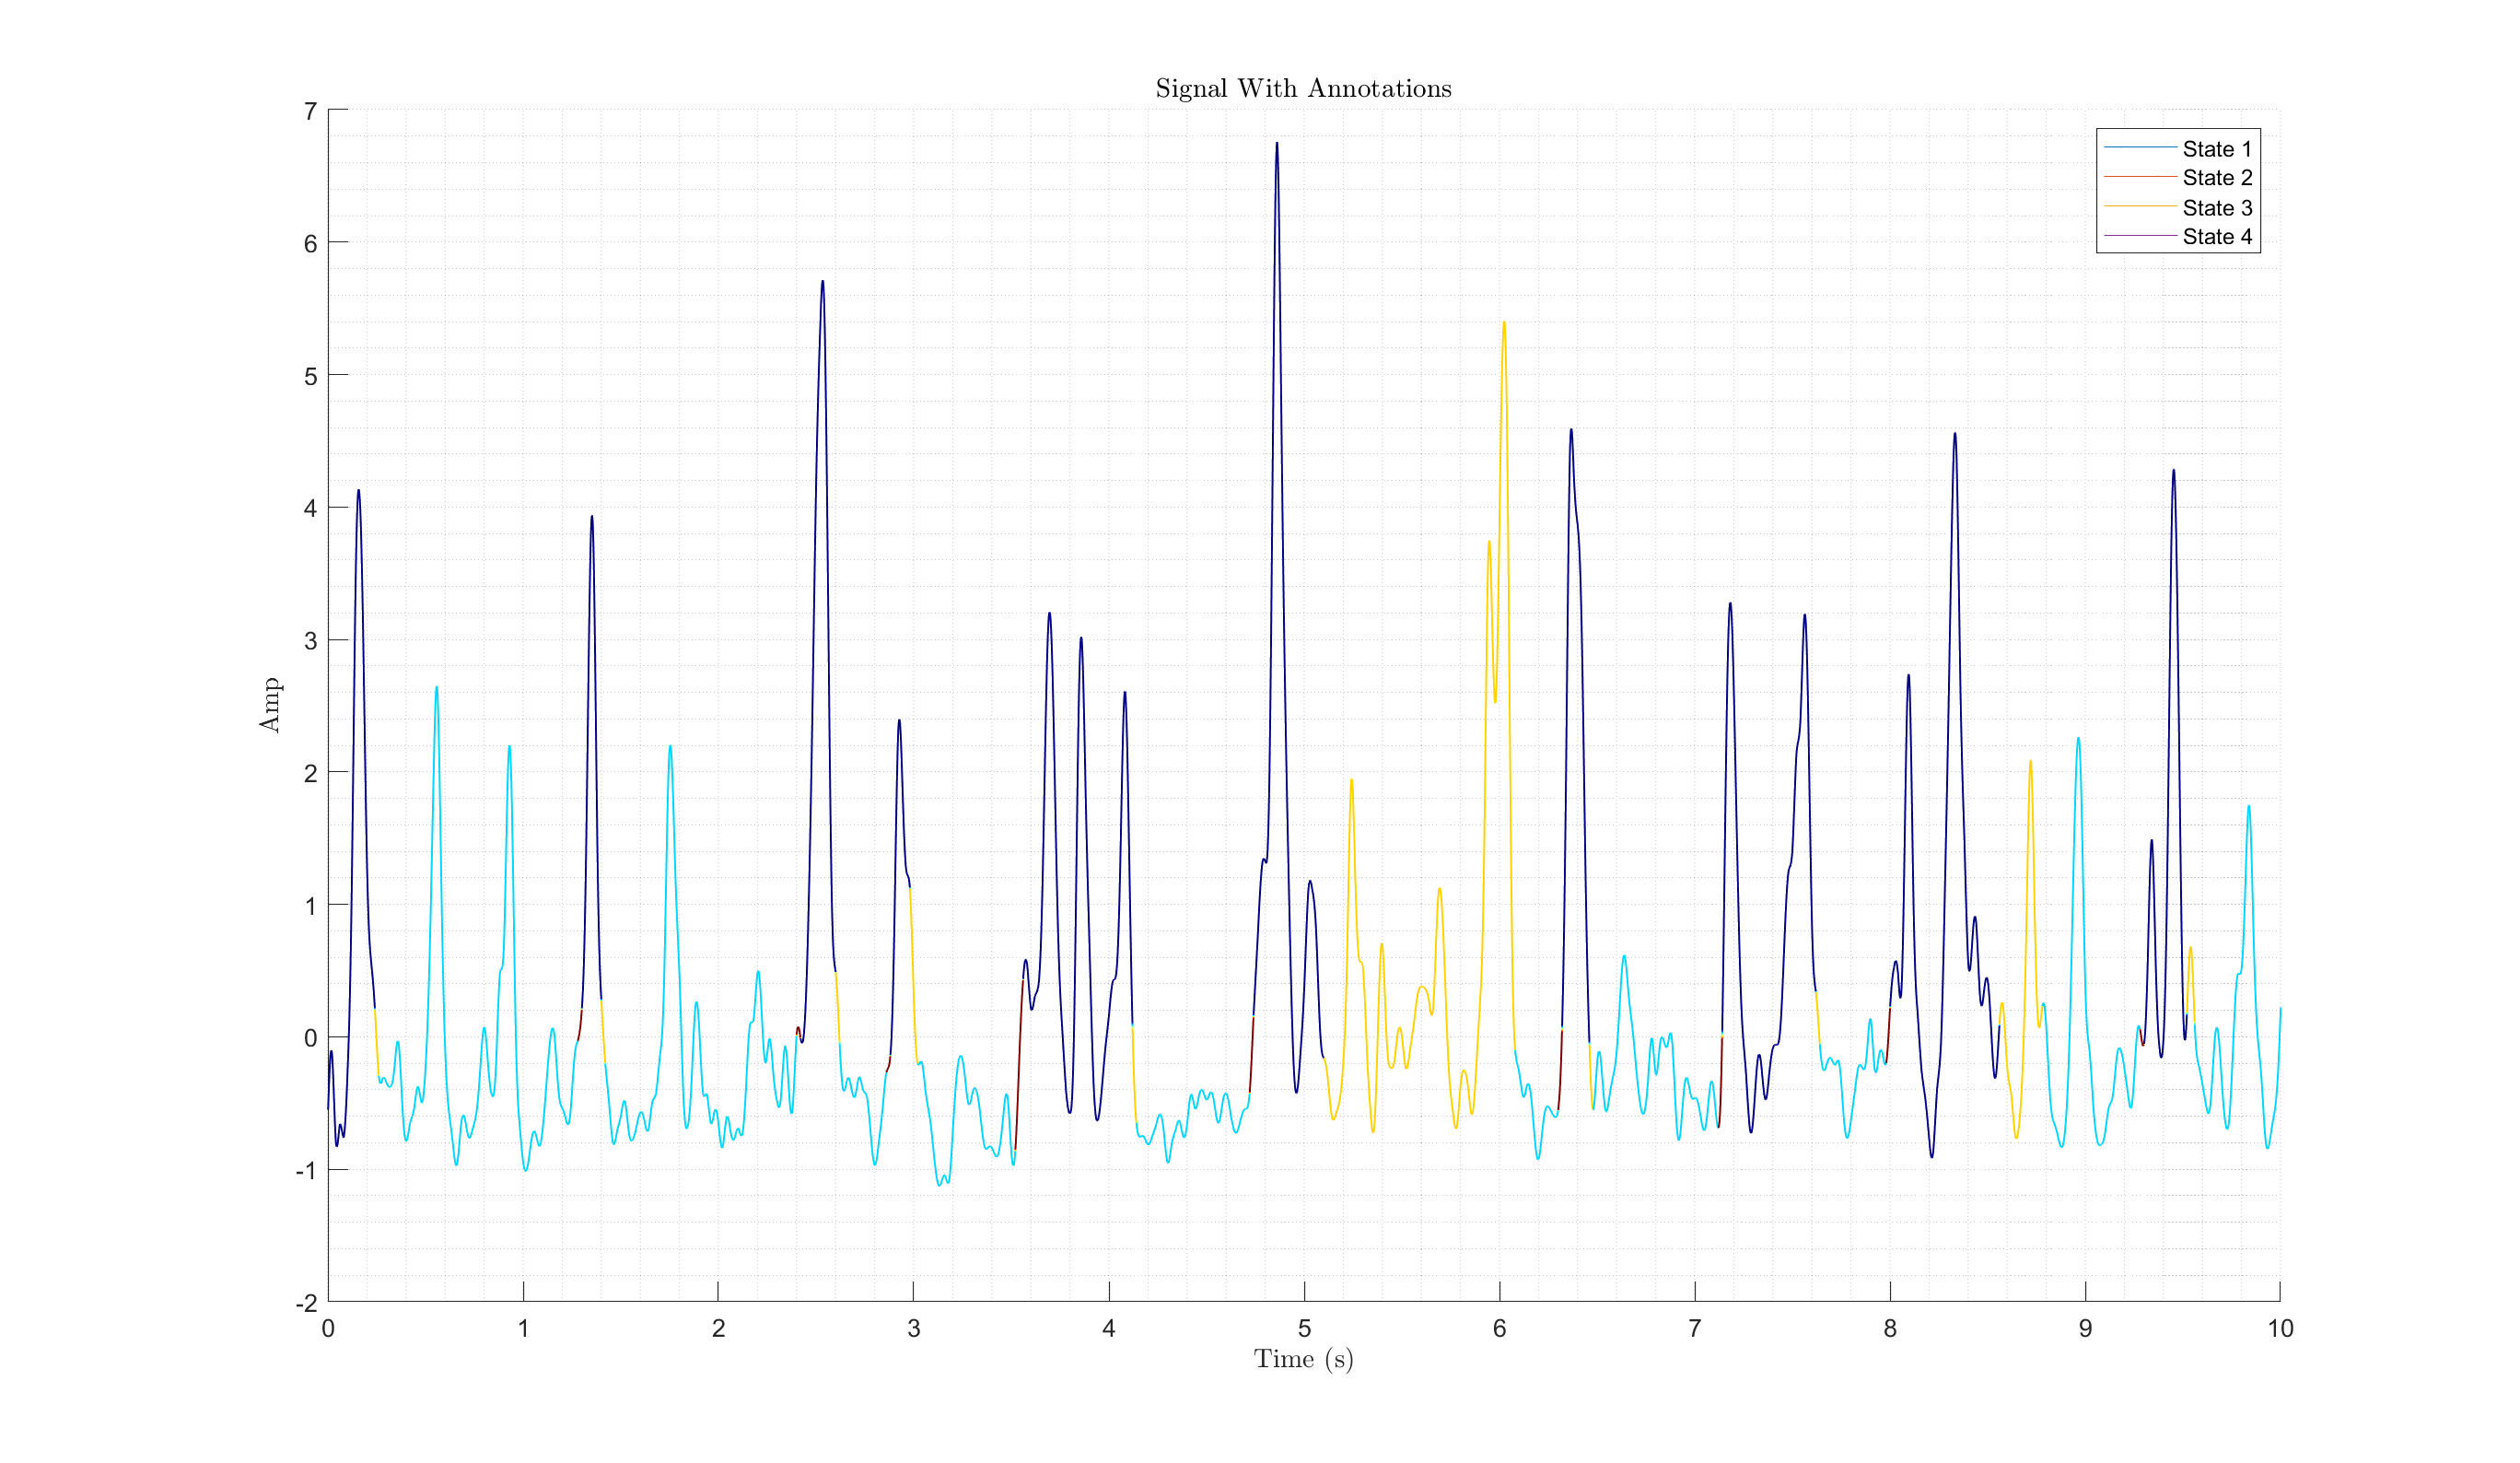 Signal With Annotations
7
6
5
4
3
2
1
0
-1
-2
Amp
0 1 2 3 4 5 6 7 8 9 10
Time (s)
State 1
State 2
State 3
State 4